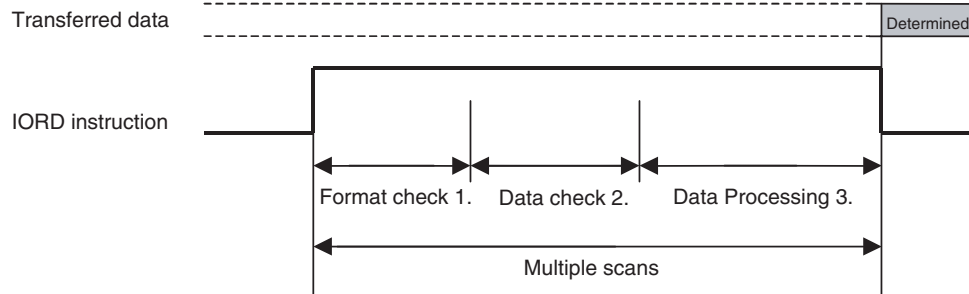 Transferred data
Determined
IORD instruction
Format check 1.
Data check 2.
Data Processing 3.
Multiple scans